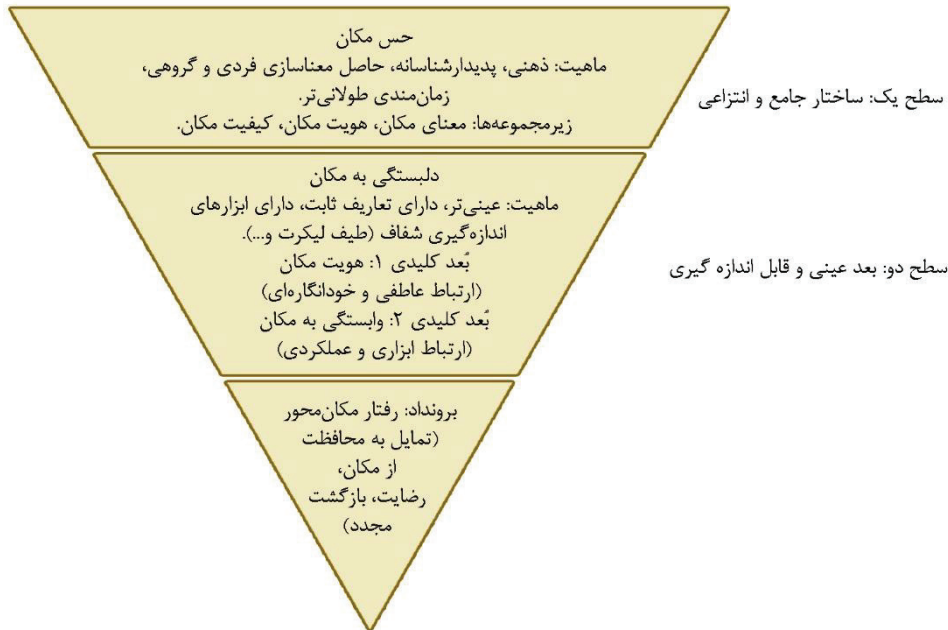 حس مکان
ماهیت: ذهنی، پدیدارشناسانه، حاصل معناسازی فردی و گروهی،
زمان‌مندی طولانی‌تر.
زیرمجموعه‌ها: معنای مکان، هویت مکان، کیفیت مکان.
سطح یک: ساختار جامع و انتزاعی
دلبستگی به مکان
ماهیت: عینی‌تر، دارای تعاریف ثابت، دارای ابزارهای
اندازه‌گیری شفاف (طیف لیکرت و...).
بُعد کلیدی ۱: هویت مکان
(ارتباط عاطفی و خودانگاره‌ای)
بُعد کلیدی ۲: وابستگی به مکان
(ارتباط ابزاری و عملکردی)
سطح دو: بعد عینی و قابل اندازه گیری
برونداد: رفتار مکان‌محور
(تمایل به محافظت
از مکان،
رضایت، بازگشت
مجدد)